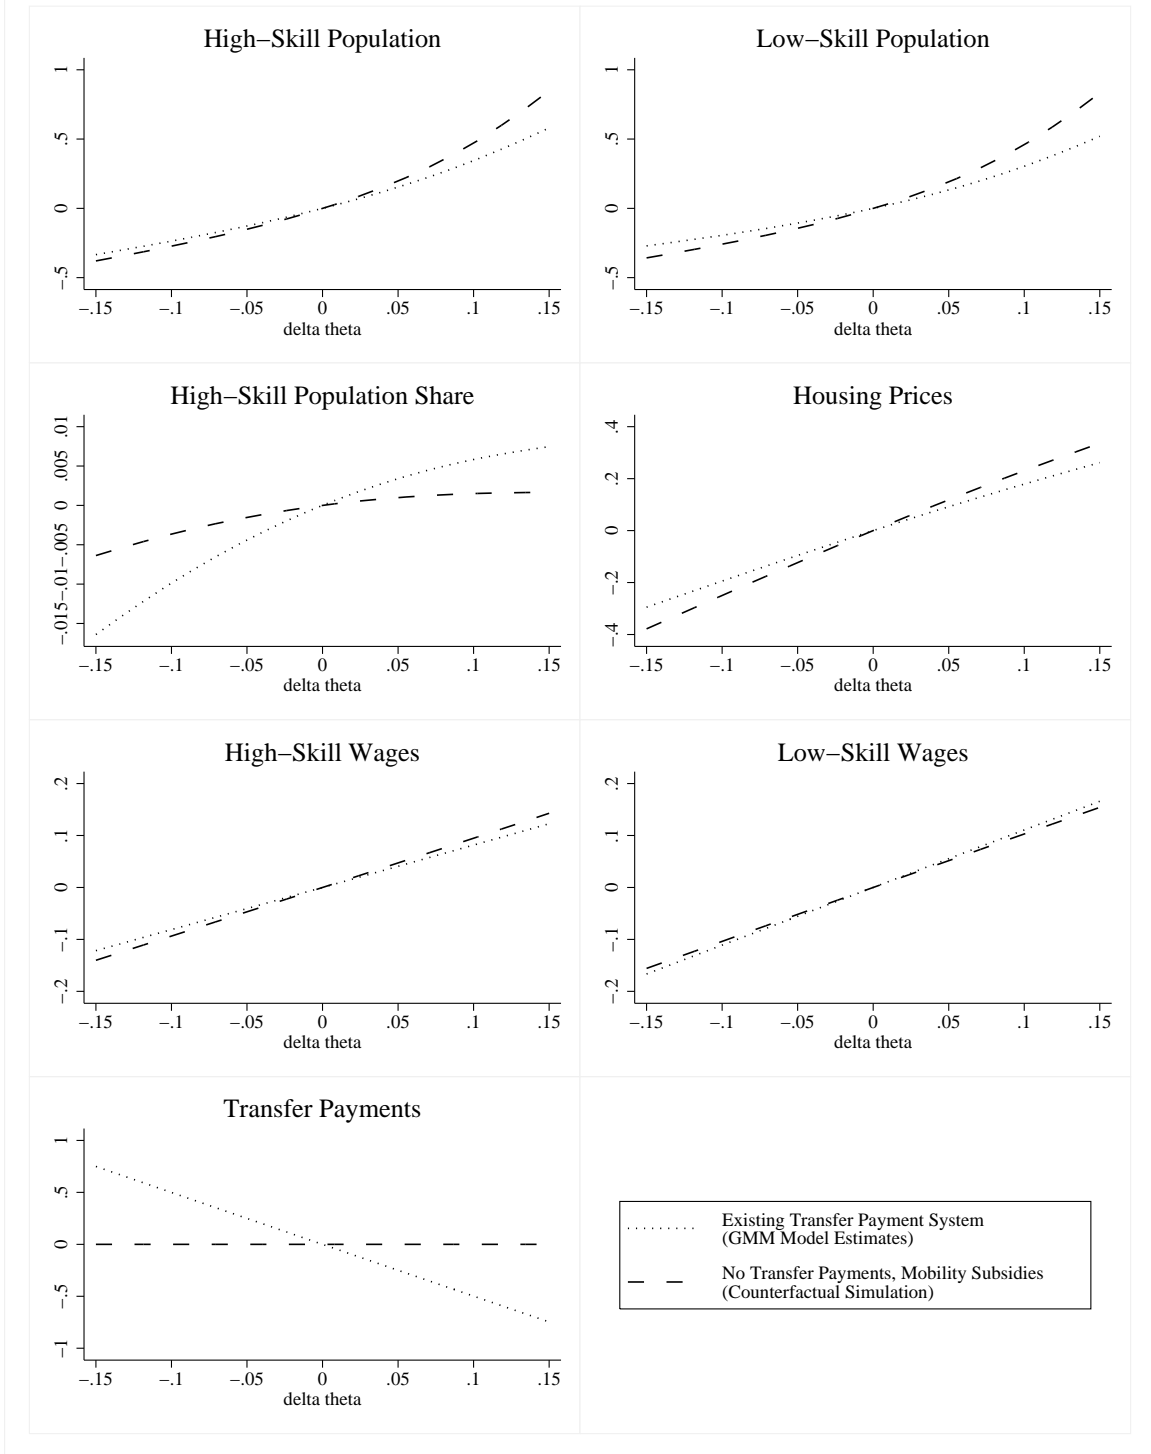 High−Skill Population
1
.5
0
−.5
−.15 −.1 −.05 0 .05 .1 .15
delta theta
Low−Skill Population
1
.5
0
−.5
−.15 −.1 −.05 0 .05 .1 .15
delta theta
High−Skill Population Share
.01
.005
0
−.005
−.01
−.015
−.15 −.1 −.05 0 .05 .1 .15
delta theta
Housing Prices
.4
.2
0
−.2
−.4
−.15 −.1 −.05 0 .05 .1 .15
delta theta
High−Skill Wages
.2
.1
0
−.1
−.2
−.15 −.1 −.05 0 .05 .1 .15
delta theta
Low−Skill Wages
.2
.1
0
−.1
−.2
−.15 −.1 −.05 0 .05 .1 .15
delta theta
Transfer Payments
1
.5
0
−.5
−1
−.15 −.1 −.05 0 .05 .1 .15
delta theta
Existing Transfer Payment System
(GMM Model Estimates)
No Transfer Payments, Mobility Subsidies
(Counterfactual Simulation)